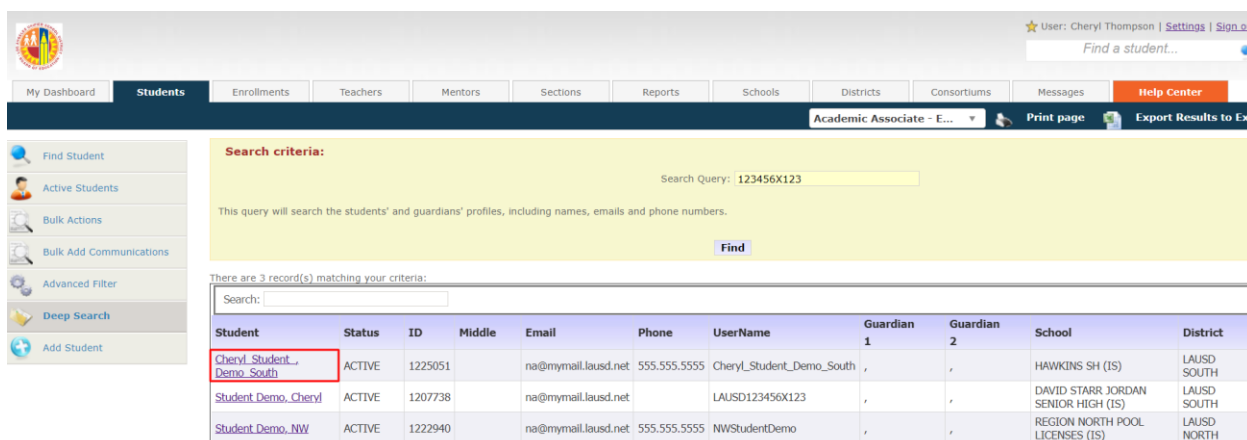 User: Cheryl Thompson | Settings | Sign o
Find a student...
My Dashboard Students Enrollments Teachers Mentors Sections Reports Schools Districts Consortiums Messages Help Center
Academic Associate - E... Print page Export Results to Ex
Find Student
Active Students
Bulk Actions
Bulk Add Communications
Advanced Filter
Deep Search
Add Student
Search criteria:
Search Query: 123456X123
This query will search the students' and guardians' profiles, including names, emails and phone numbers.
Find
There are 3 record(s) matching your criteria:
Search:
Student Status ID Middle Email Phone UserName Guardian 1 Guardian 2 School District
Cheryl_Student_, Demo_South ACTIVE 1225051 na@mymail.lausd.net 555.555.5555 Cheryl_Student_Demo_South , , HAWKINS SH (IS) LAUSD SOUTH
Student Demo, Cheryl ACTIVE 1207738 na@mymail.lausd.net LAUSD123456X123 , , DAVID STARR JORDAN SENIOR HIGH (IS) LAUSD SOUTH
Student Demo, NW ACTIVE 1222940 na@mymail.lausd.net 555.555.5555 NWStudentDemo , , REGION NORTH POOL LICENSES (IS) LAUSD NORTH